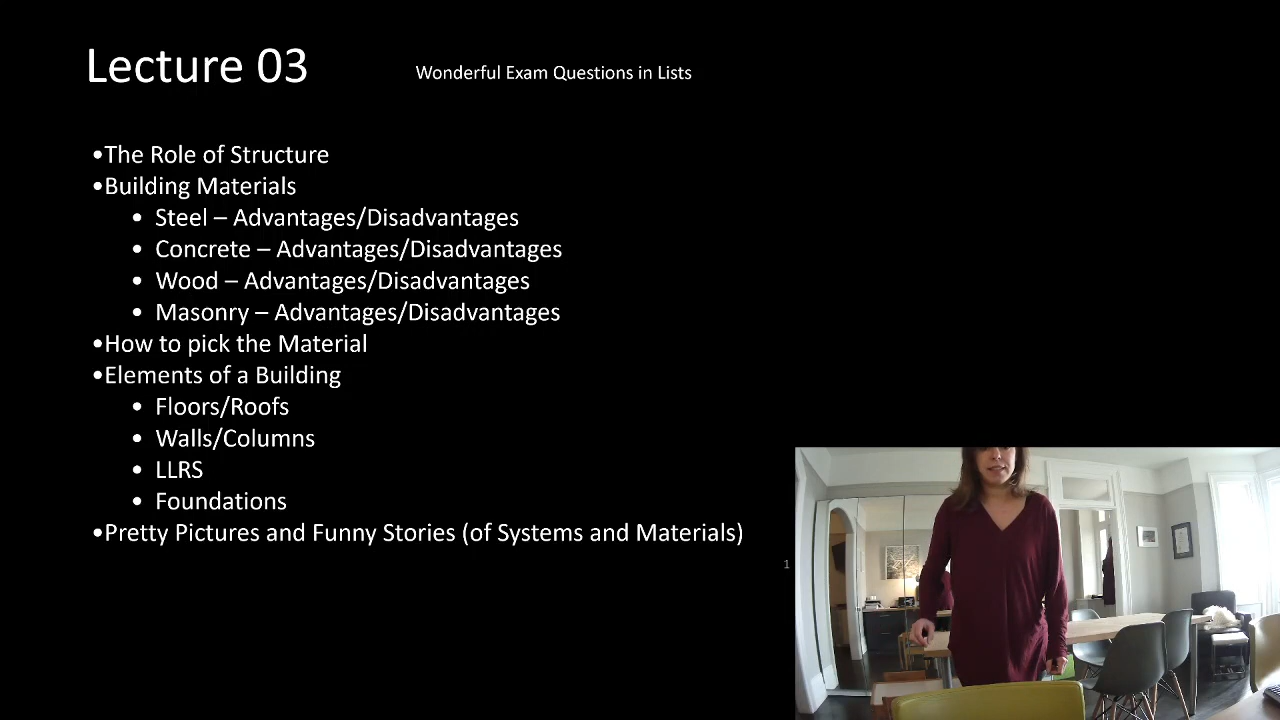 Lecture 03
Wonderful Exam Questions in Lists
•The Role of Structure
•Building Materials
• Steel – Advantages/Disadvantages
• Concrete – Advantages/Disadvantages
• Wood – Advantages/Disadvantages
• Masonry – Advantages/Disadvantages
•How to pick the Material
•Elements of a Building
• Floors/Roofs
• Walls/Columns
• LLRS
• Foundations
•Pretty Pictures and Funny Stories (of Systems and Materials)
1